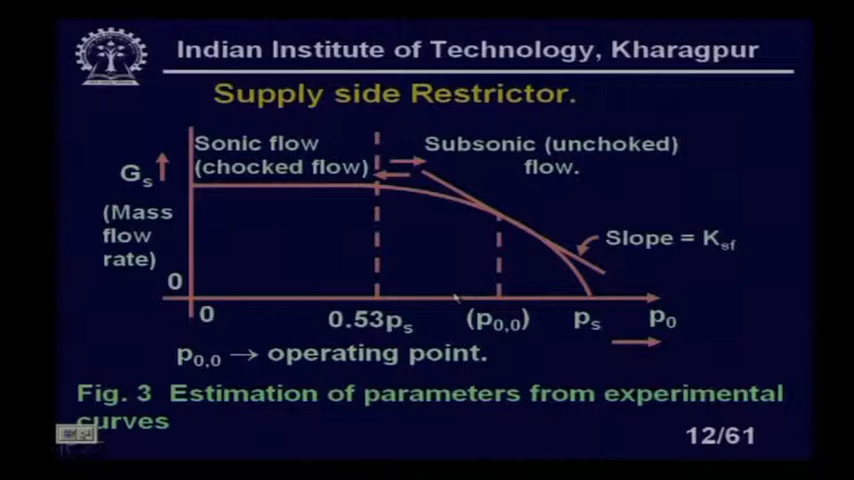 Indian Institute of Technology, Kharagpur
Supply side Restrictor.
Sonic flow
(chocked flow)
Subsonic (unchoked)
flow.
Gs
(Mass
flow
rate)
Slope = Ksf
0
0
0.53ps
(p0,0)
ps
p0
p0,0 → operating point.
Fig. 3 Estimation of parameters from experimental
curves
12/61